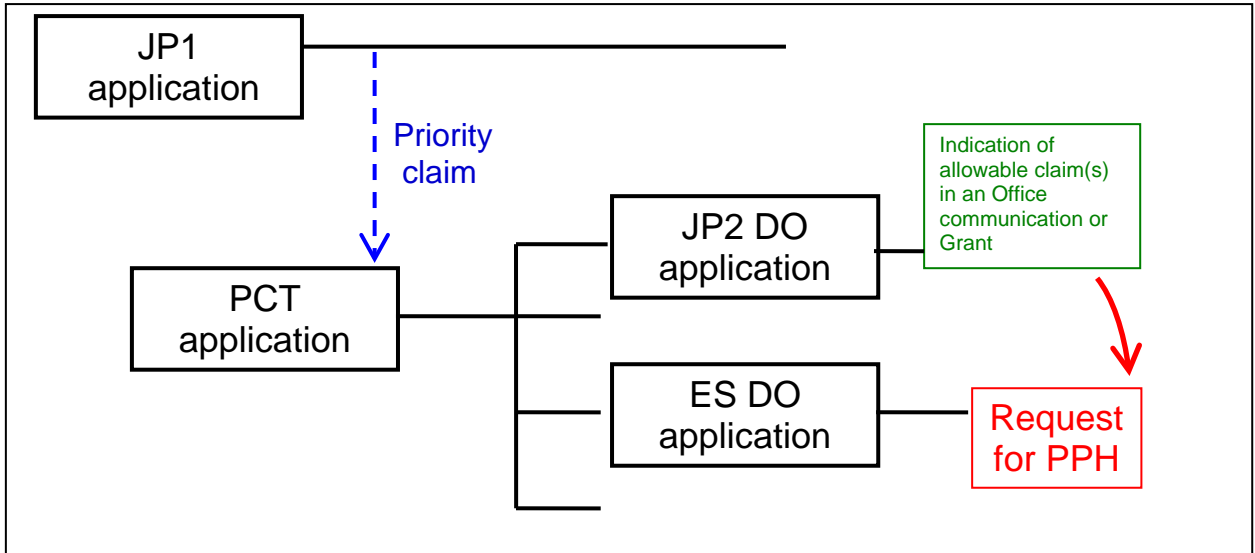 JP1
application
Priority
claim
Indication of
allowable claim(s)
in an Office
communication or
Grant
JP2 DO
application
PCT
application
ES DO
application
Request
for PPH